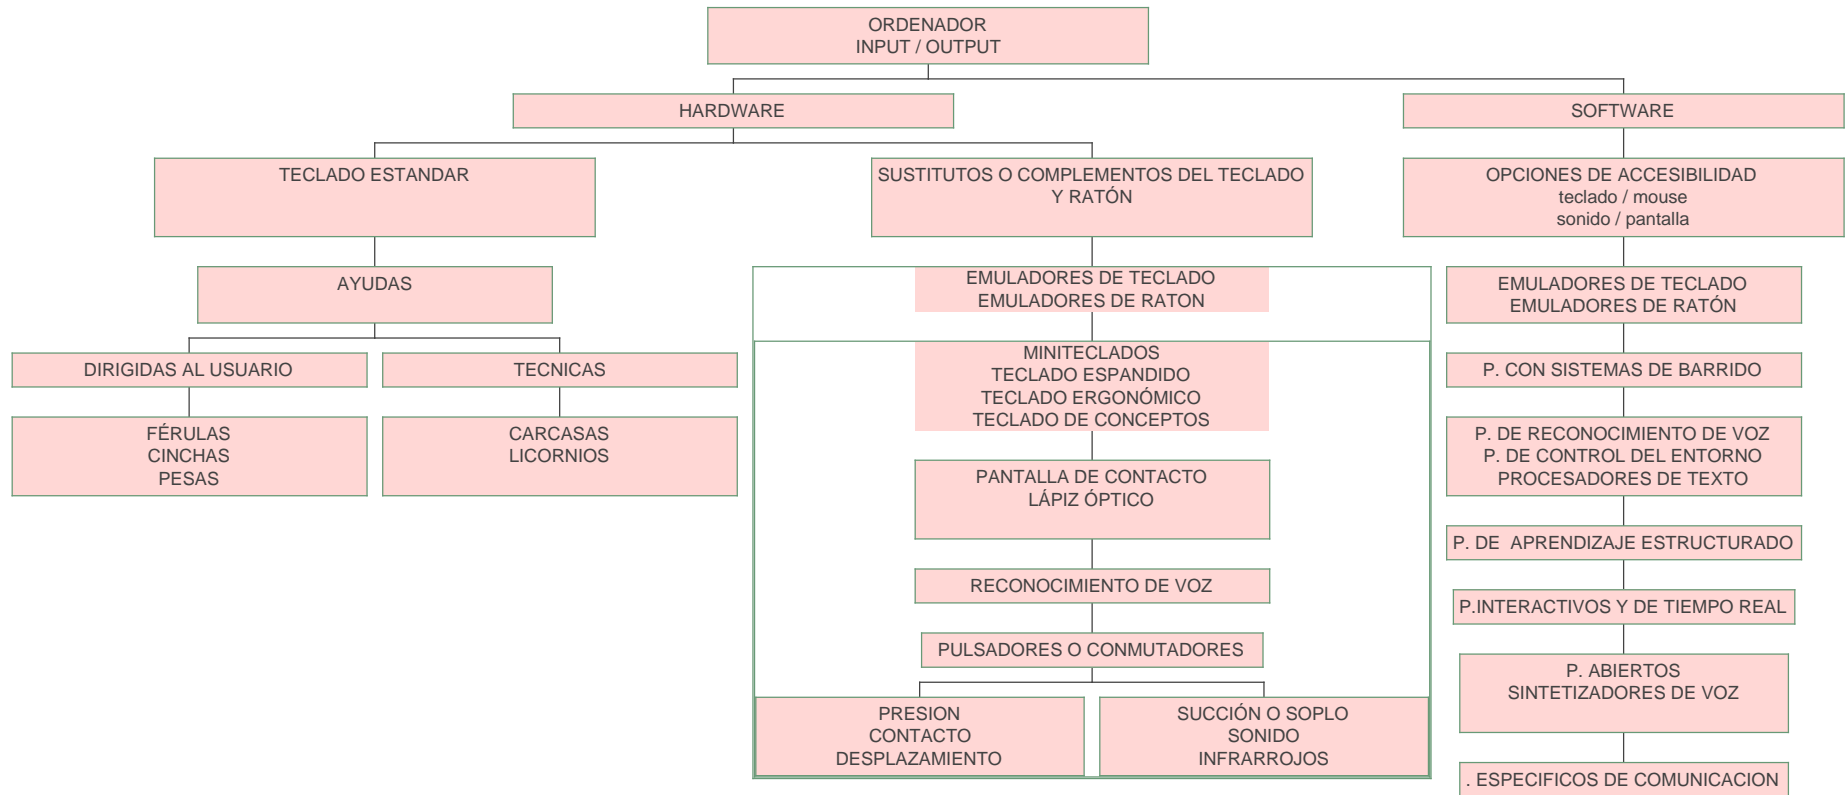 ORDENADOR
INPUT / OUTPUT
HARDWARE
SOFTWARE
TECLADO ESTANDAR
SUSTITUTOS O COMPLEMENTOS DEL TECLADO
Y RATÓN
OPCIONES DE ACCESIBILIDAD
teclado / mouse
sonido / pantalla
AYUDAS
EMULADORES DE TECLADO
EMULADORES DE RATON
EMULADORES DE TECLADO
EMULADORES DE RATÓN
DIRIGIDAS AL USUARIO
TECNICAS
MINITECLADOS
TECLADO ESPANDIDO
TECLADO ERGONÓMICO
TECLADO DE CONCEPTOS
P. CON SISTEMAS DE BARRIDO
FÉRULAS
CINCHAS
PESAS
CARCASAS
LICORNIOS
PANTALLA DE CONTACTO
LÁPIZ ÓPTICO
P. DE RECONOCIMIENTO DE VOZ
P. DE CONTROL DEL ENTORNO
PROCESADORES DE TEXTO
P. DE APRENDIZAJE ESTRUCTURADO
RECONOCIMIENTO DE VOZ
P.INTERACTIVOS Y DE TIEMPO REAL
PULSADORES O CONMUTADORES
P. ABIERTOS
SINTETIZADORES DE VOZ
PRESION
CONTACTO
DESPLAZAMIENTO
SUCCIÓN O SOPLO
SONIDO
INFRARROJOS
. ESPECIFICOS DE COMUNICACION